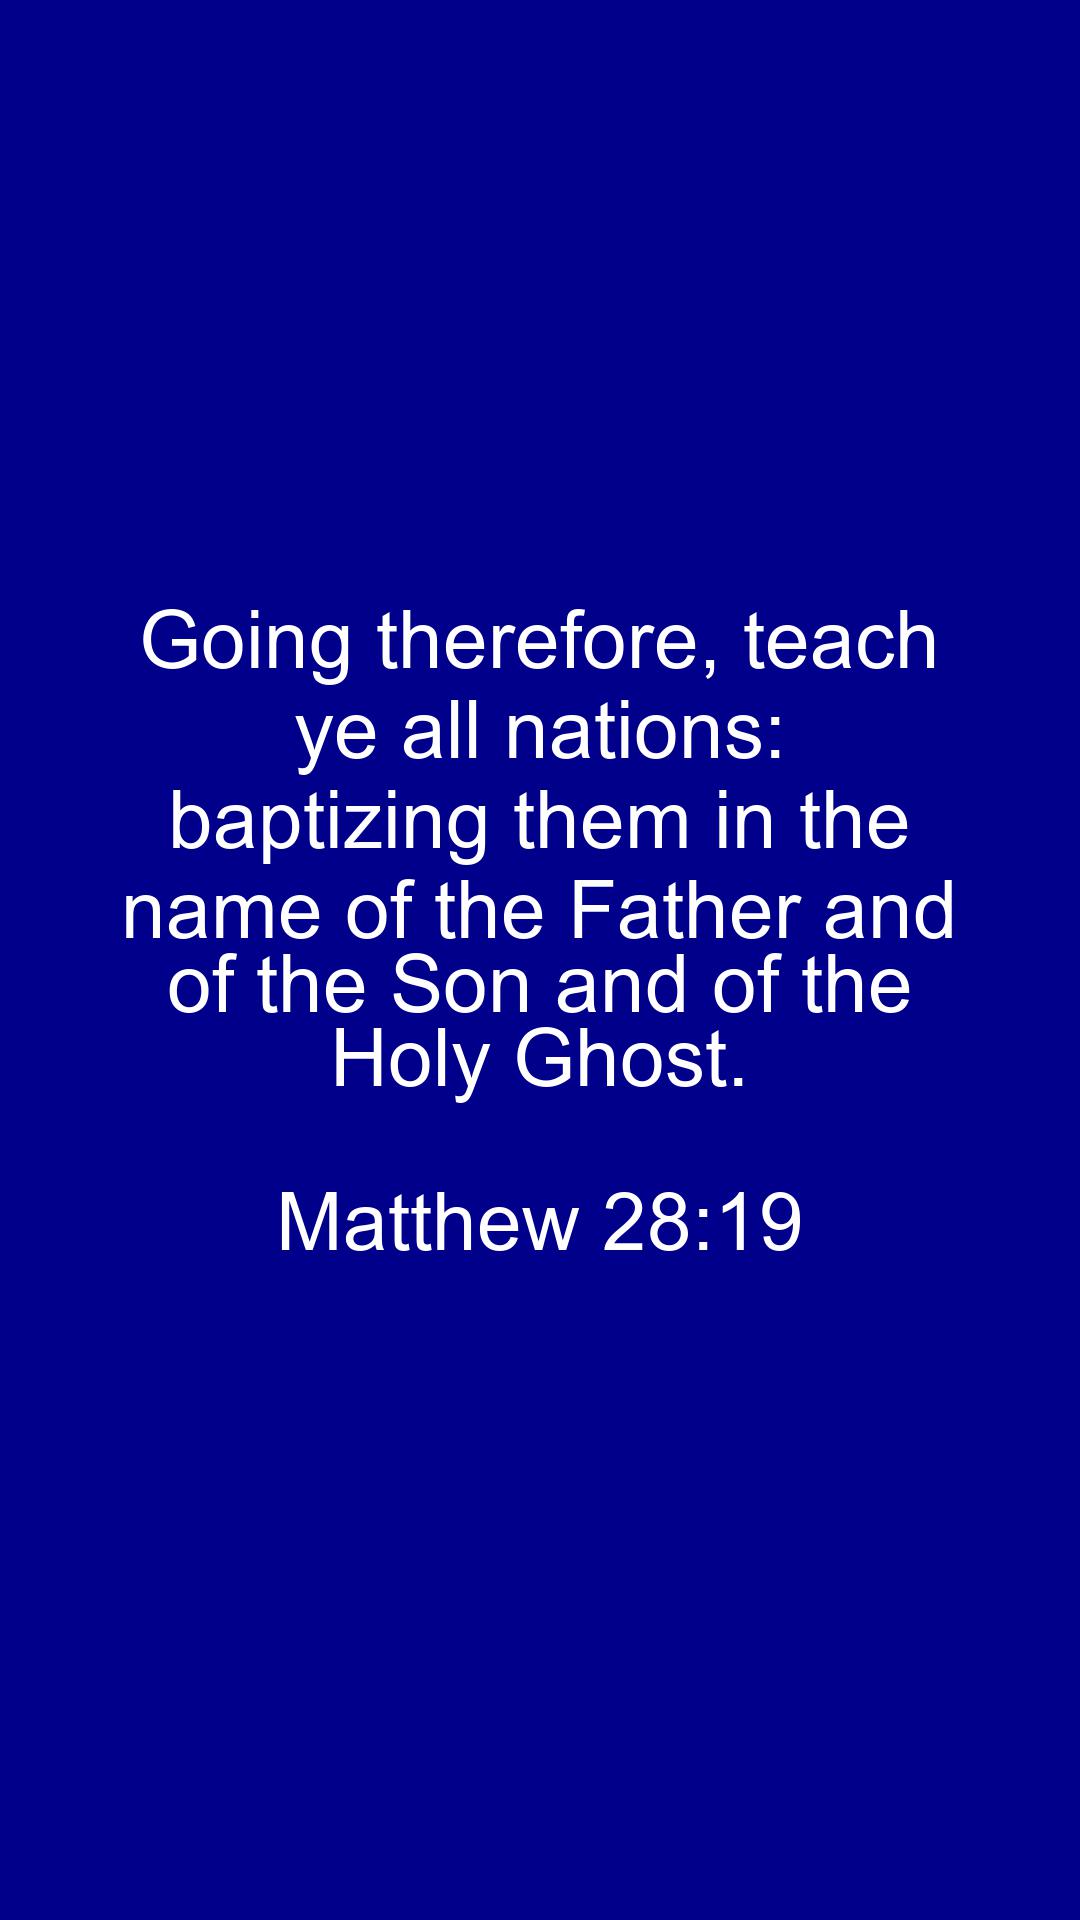 Going therefore, teach
ye all nations:
baptizing them in the
name of the Father and
of the Son and of the
Holy Ghost.
Matthew 28:19